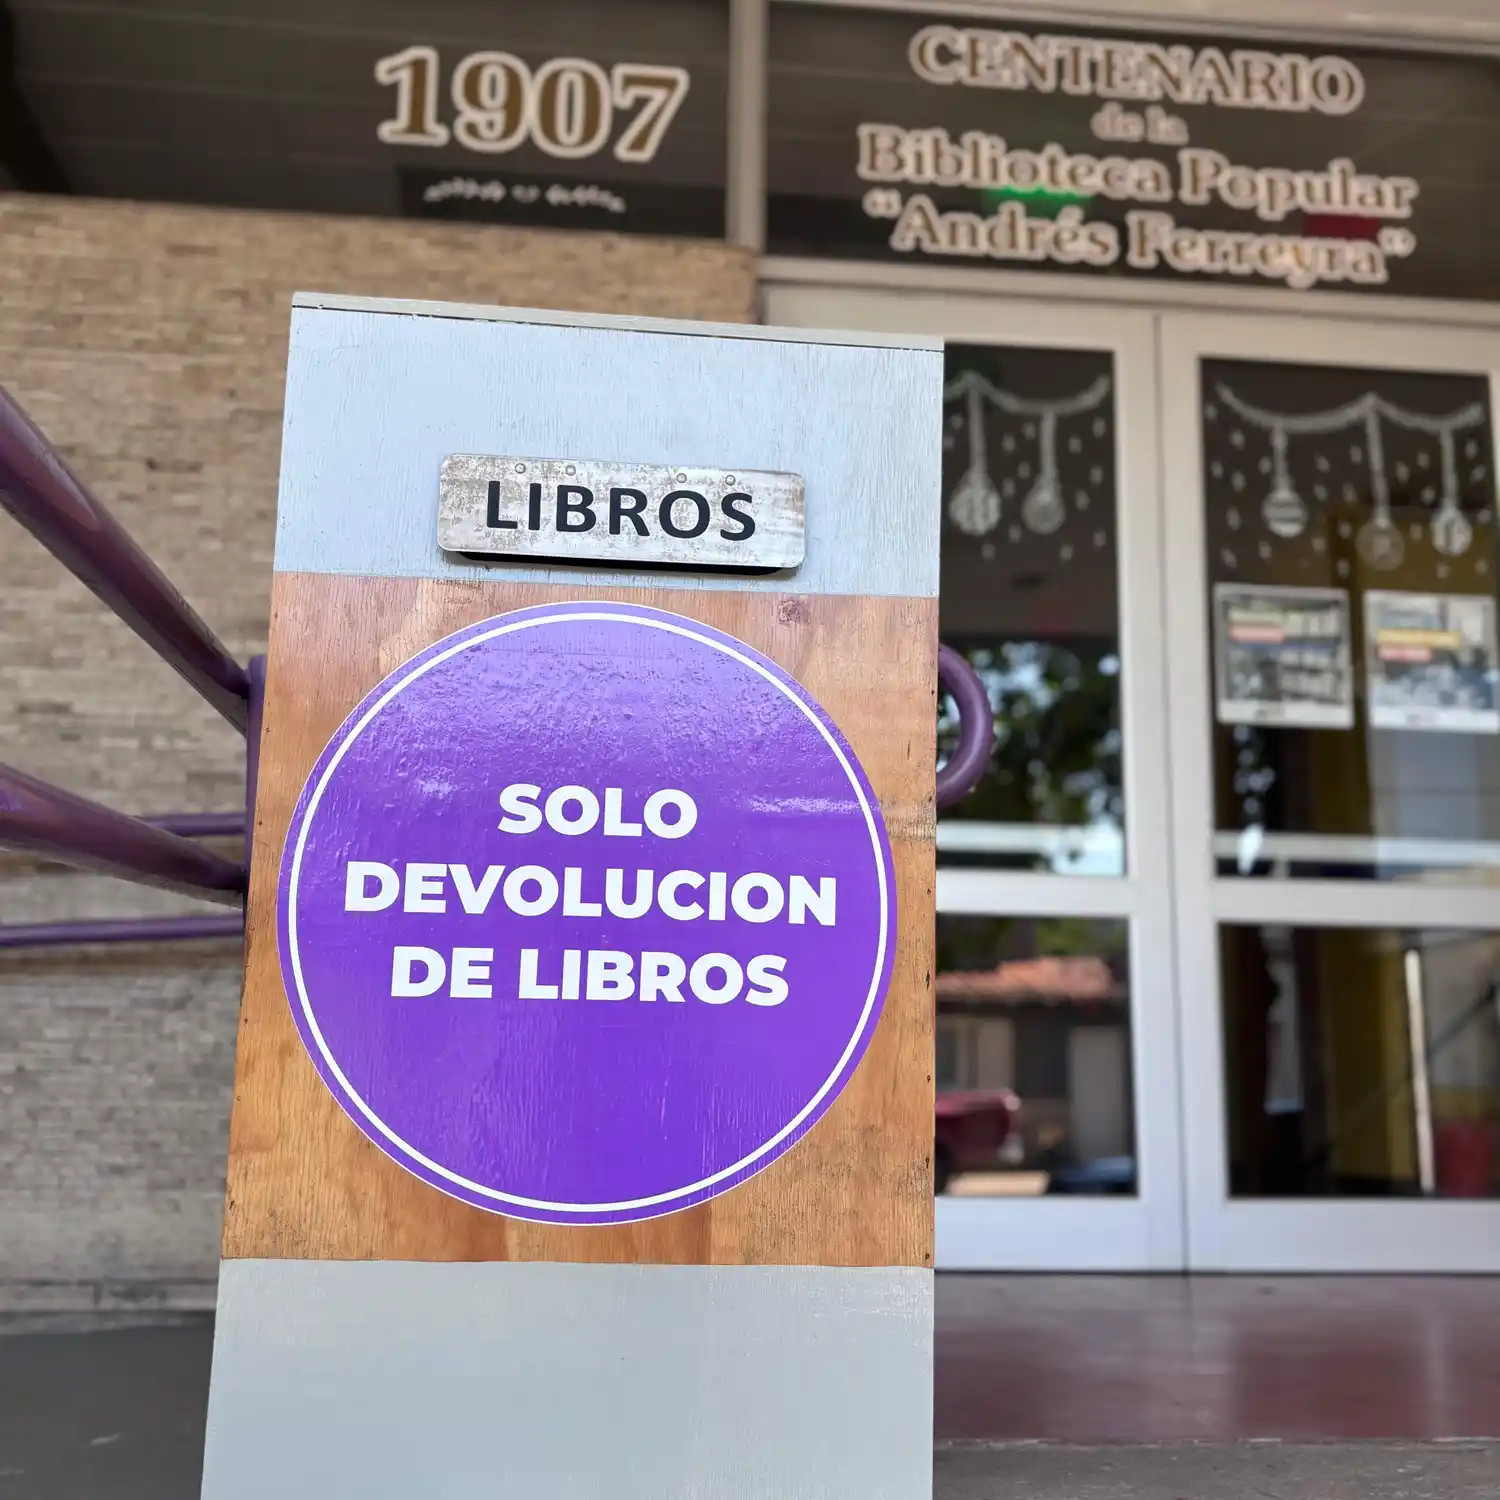 1907
CENTENARIO
de la
Biblioteca Popular
"Andrés Ferreyra"
LIBROS
SOLO
DEVOLUCION
DE LIBROS